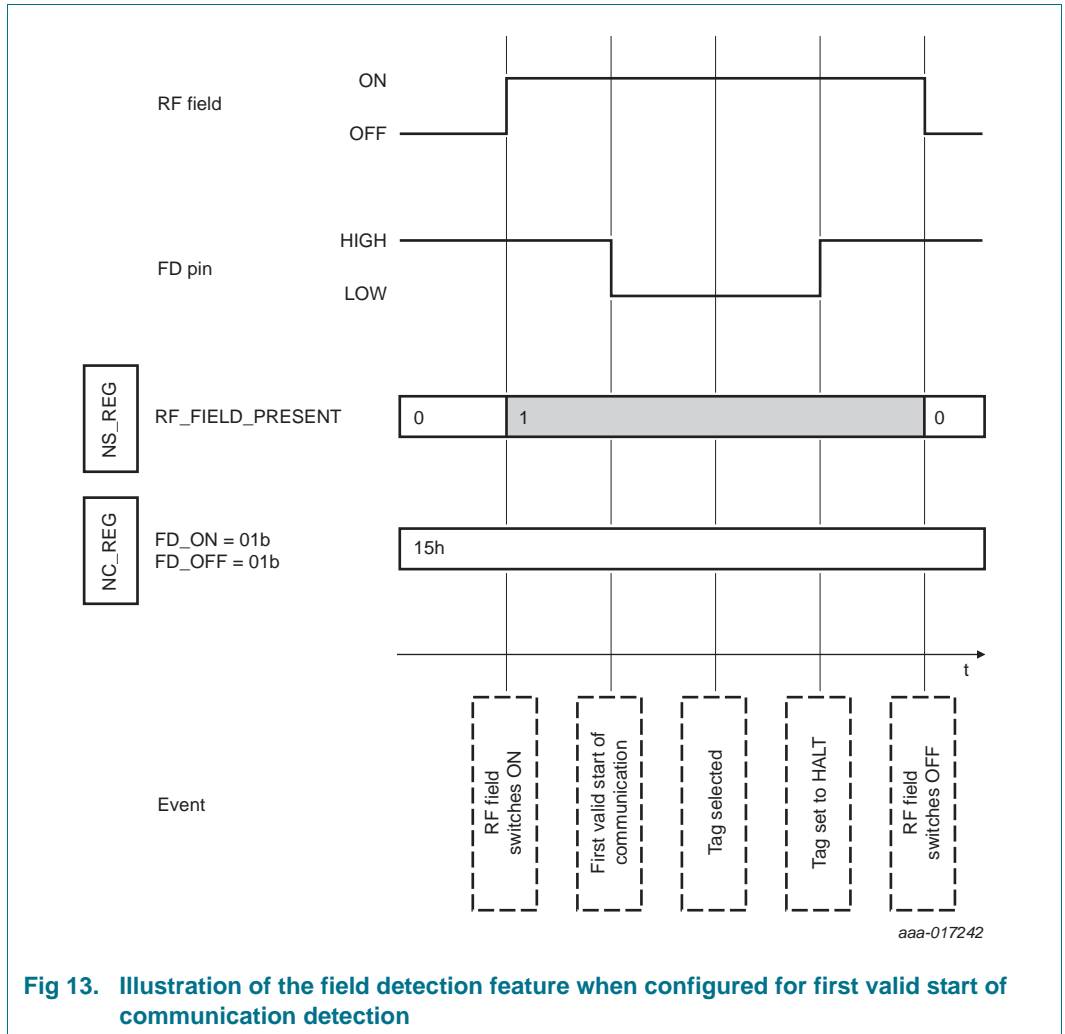 RF field
ON
OFF
FD pin
HIGH
LOW
NS_REG
RF_FIELD_PRESENT
0
1
0
NC_REG
FD_ON = 01b
FD_OFF = 01b
15h
t
Event
RF field
switches ON
First valid start of
communication
Tag selected
Tag set to HALT
RF field
switches OFF
aaa-017242
Fig 13. Illustration of the field detection feature when configured for first valid start of
communication detection